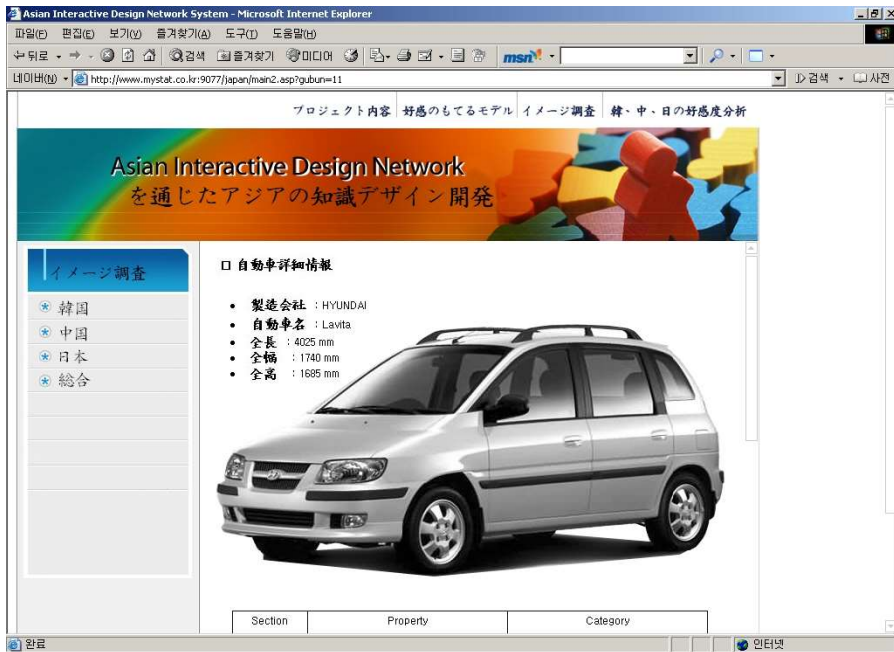 Asian Interactive Design Network System - Microsoft Internet Explorer
파일(F) 편집(E) 보기(V) 즐겨찾기(A) 도구(T) 도움말(H)
뒤로 검색 즐겨찾기 미디어 msn
네이버(N) http://www.mystat.co.kr:9077/japan/main2.asp?gubun=11 검색 사전
プロジェクト内容 好感のもてるモデル イメージ調査 韓、中、日の好感度分析
Asian Interactive Design Network
を通じたアジアの知識デザイン開発
イメージ調査
韓国
中国
日本
総合
自動車詳細情報
• 製造会社 : HYUNDAI
• 自動車名 : Lavita
• 全長 : 4025 mm
• 全幅 : 1740 mm
• 全高 : 1685 mm
Section Property Category
완료 인터넷